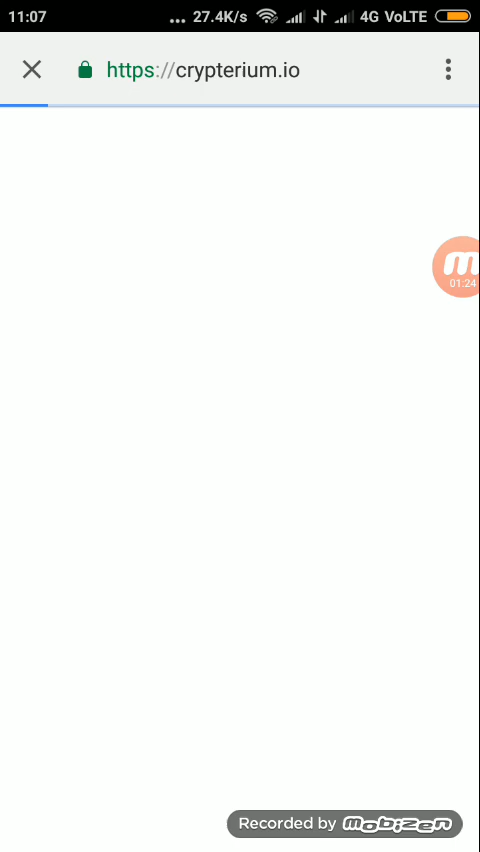 11:07 ... 27.4K/s 4G VoLTE
https://crypterium.io
m
01:24
Recorded by mobizen